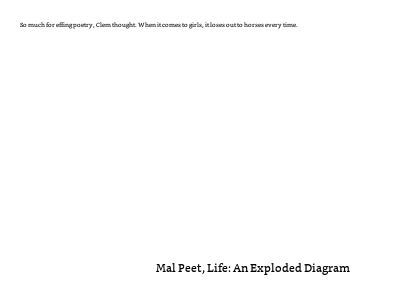 So much for effing poetry, Clem thought. When it comes to girls, it loses out to horses every time.
Mal Peet, Life: An Exploded Diagram